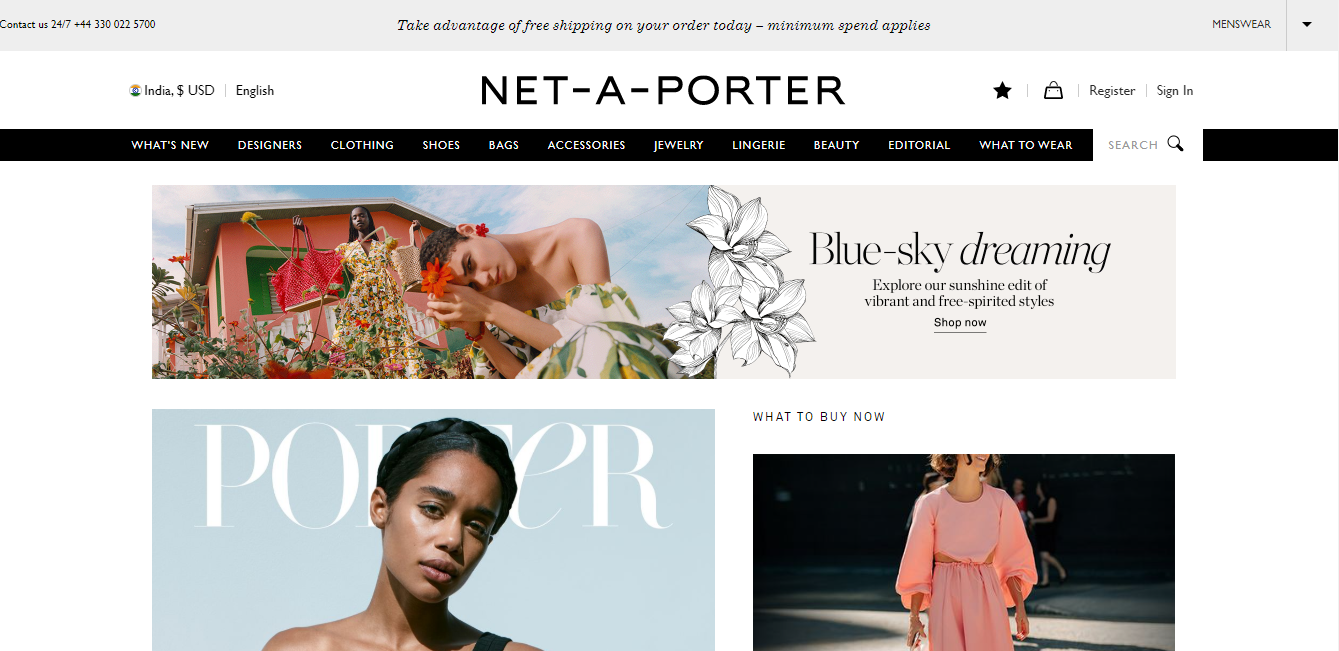 Contact us 24/7 +44 330 022 5700
Take advantage of free shipping on your order today – minimum spend applies
MENSWEAR
India, $ USD
English
NET-A-PORTER
Register
Sign In
WHAT'S NEW
DESIGNERS
CLOTHING
SHOES
BAGS
ACCESSORIES
JEWELRY
LINGERIE
BEAUTY
EDITORIAL
WHAT TO WEAR
SEARCH
Blue-sky dreaming
Explore our sunshine edit of
vibrant and free-spirited styles
Shop now
PORTER
WHAT TO BUY NOW